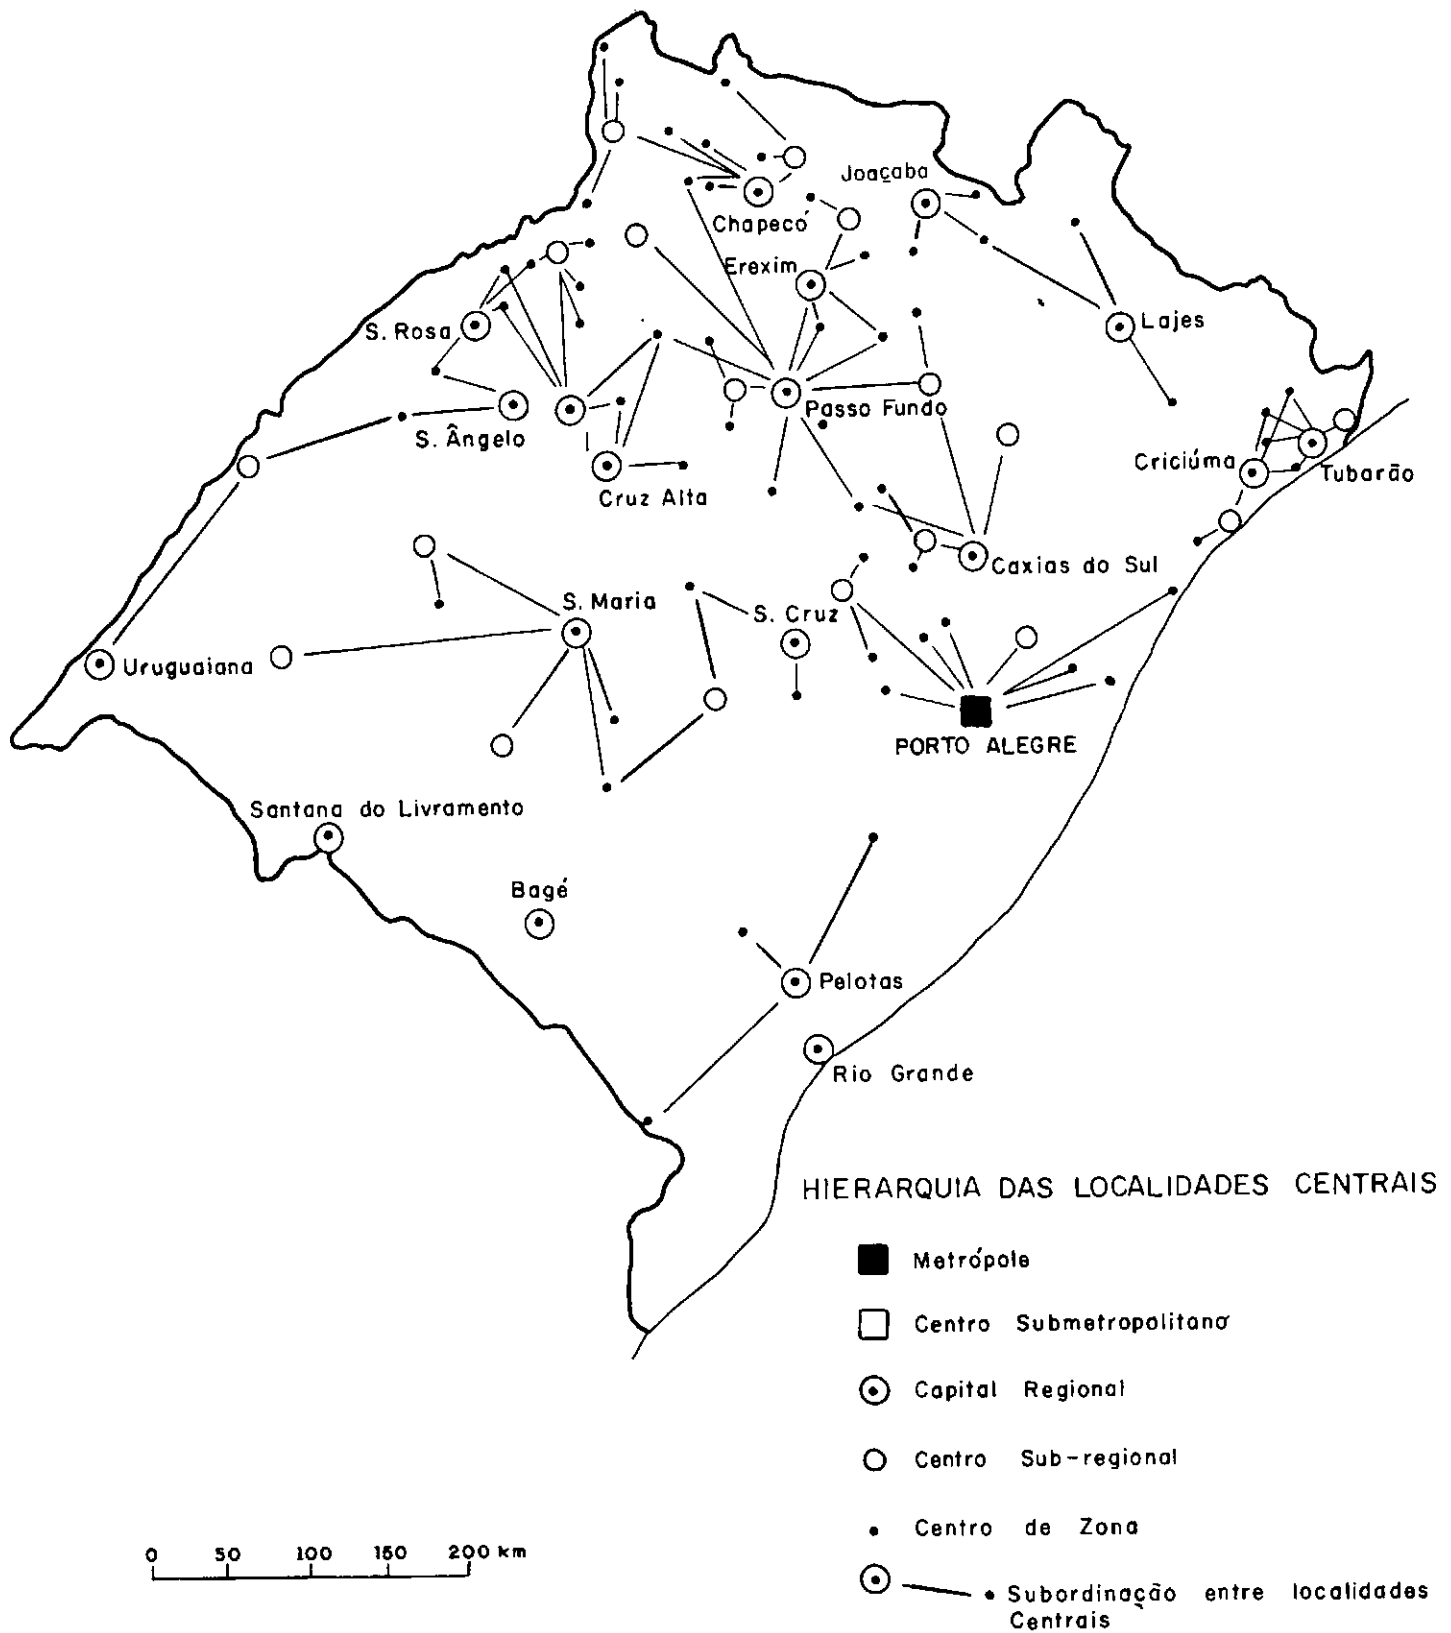 Joaçaba
Chapecó
Erexim
S. Rosa
Lajes
Passo Fundo
S. Ângelo
Criciúma
Tubarão
Cruz Alta
Caxias do Sul
S. Maria
S. Cruz
Uruguaiana
PORTO ALEGRE
Santana do Livramento
Bagé
Pelotas
Rio Grande
HIERARQUIA DAS LOCALIDADES CENTRAIS
Metrópole
Centro Submetropolitano
Capital Regional
Centro Sub-regional
Centro de Zona
Subordinação entre localidades
Centrais
0 50 100 150 200 km